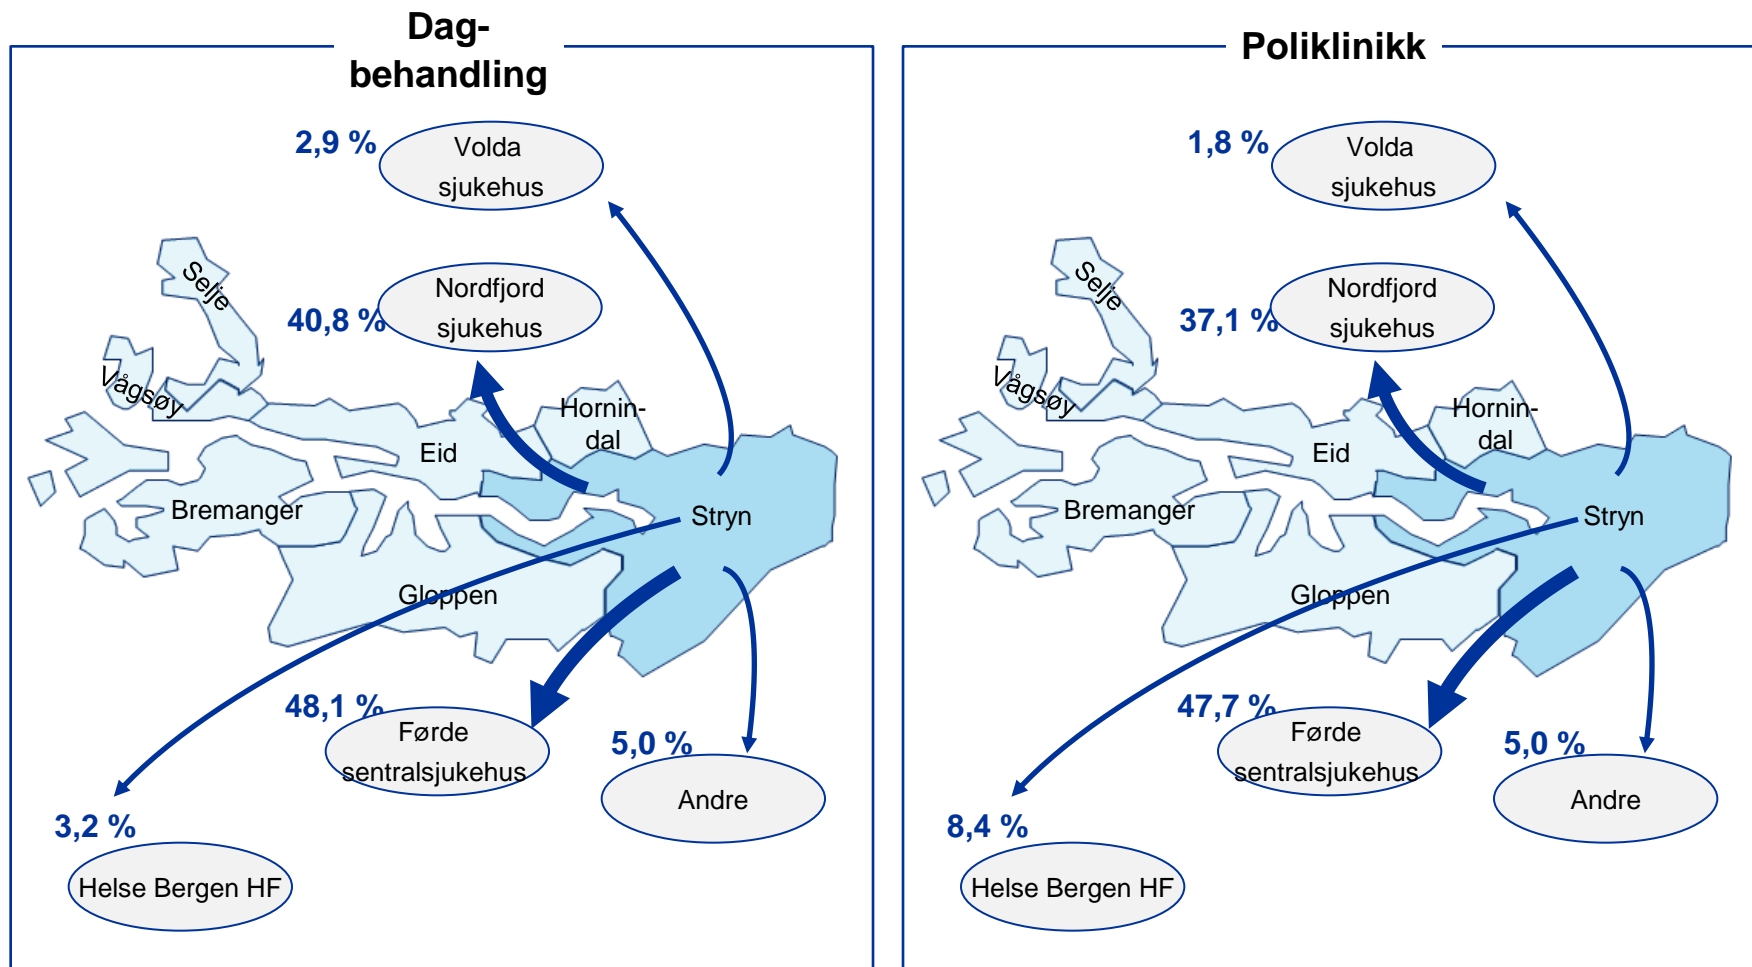 Dag-
behandling
2,9 %
Volda
sjukehus
Selje
40,8 %
Nordfjord
sjukehus
Vågsøy
Hornin-
dal
Eid
Bremanger
Stryn
Gloppen
48,1 %
Førde
sentralsjukehus
5,0 %
Andre
3,2 %
Helse Bergen HF
Poliklinikk
1,8 %
Volda
sjukehus
Selje
37,1 %
Nordfjord
sjukehus
Vågsøy
Hornin-
dal
Eid
Bremanger
Stryn
Gloppen
47,7 %
Førde
sentralsjukehus
5,0 %
Andre
8,4 %
Helse Bergen HF